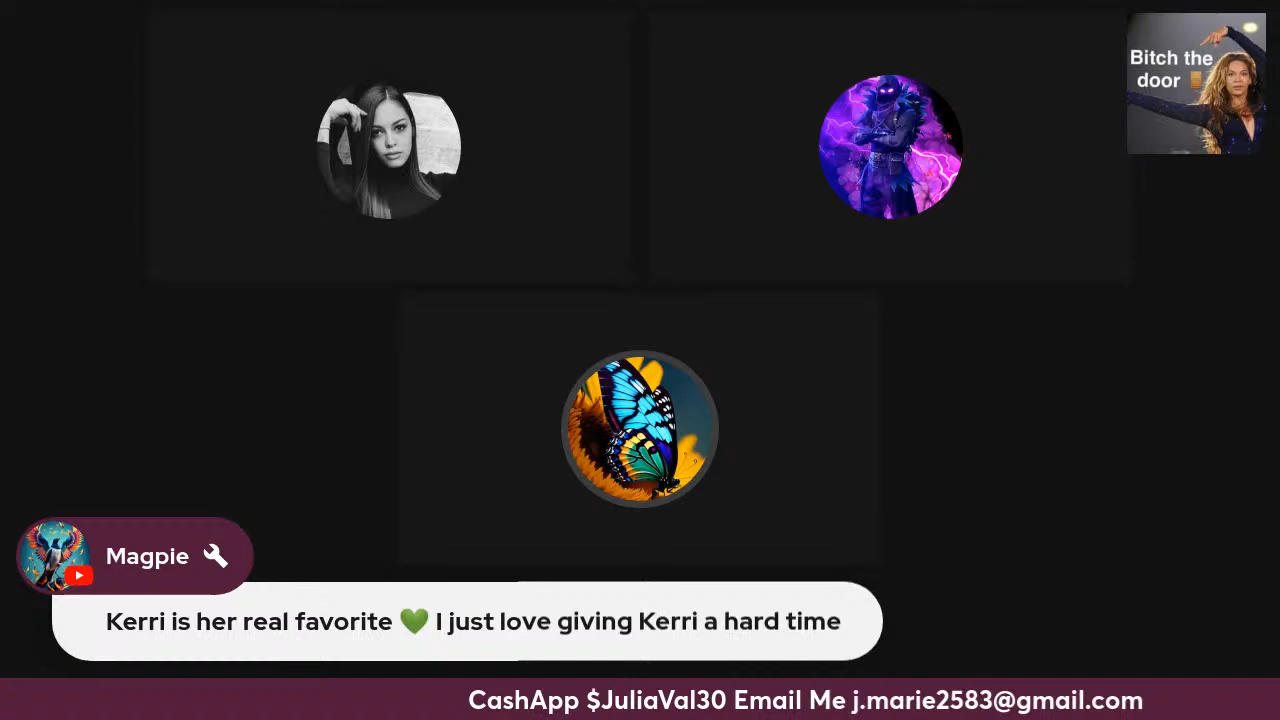 Bitch the
door 🚪
Magpie
Kerri is her real favorite 💚 I just love giving Kerri a hard time
CashApp $JuliaVal30 Email Me j.marie2583@gmail.com